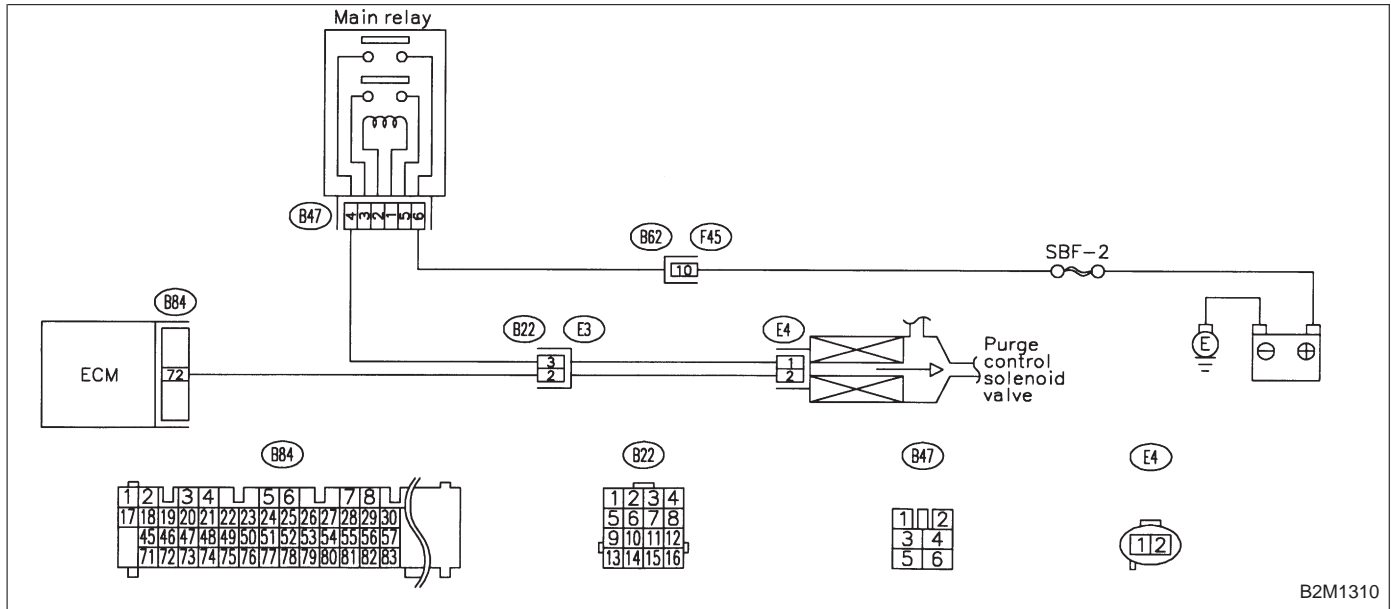 Main relay
B47
4 3 2 1 5 6
B62 F45
10
SBF-2
B84
B22 E3
E4
ECM
72
3
2
1
2
Purge
control
solenoid
valve
E
⊖ ⊕
B84
B22
B47
E4
1 2 3 4 5 6 7 8
17 18 19 20 21 22 23 24 25 26 27 28 29 30
45 46 47 48 49 50 51 52 53 54 55 56 57
71 72 73 74 75 76 77 78 79 80 81 82 83
1 2 3 4
5 6 7 8
9 10 11 12
13 14 15 16
1 2
3 4
5 6
1 2
B2M1310